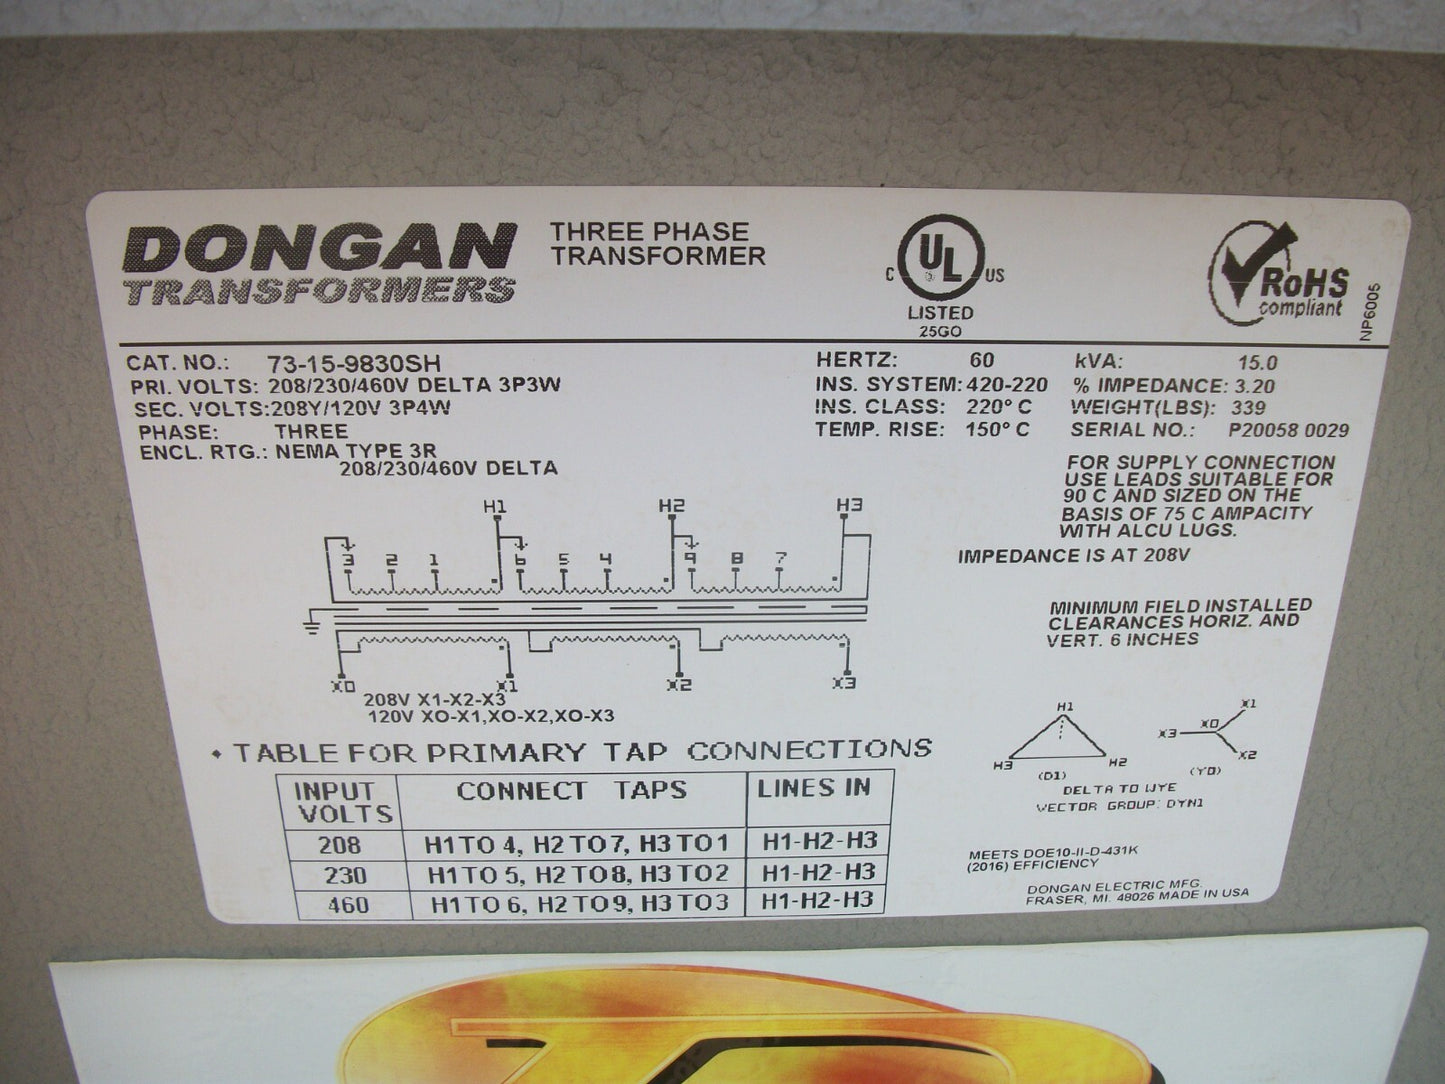 DONGAN
TRANSFORMERS
THREE PHASE
TRANSFORMER
UL
C US
LISTED
25GO
RoHS
compliant
NP6005
CAT. NO.: 73-15-9830SH
PRI. VOLTS: 208/230/460V DELTA 3P3W
SEC. VOLTS:208Y/120V 3P4W
PHASE: THREE
ENCL. RTG.: NEMA TYPE 3R
HERTZ: 60
INS. SYSTEM: 420-220
INS. CLASS: 220° C
TEMP. RISE: 150° C
kVA: 15.0
% IMPEDANCE: 3.20
WEIGHT(LBS): 339
SERIAL NO.: P20058 0029
208/230/460V DELTA
H1 H2 H3
3 2 1 6 5 4 9 8 7
X0 X1 X2 X3
208V X1-X2-X3
120V XO-X1,XO-X2,XO-X3
FOR SUPPLY CONNECTION
USE LEADS SUITABLE FOR
90 C AND SIZED ON THE
BASIS OF 75 C AMPACITY
WITH ALCU LUGS.
IMPEDANCE IS AT 208V
MINIMUM FIELD INSTALLED
CLEARANCES HORIZ. AND
VERT. 6 INCHES
• TABLE FOR PRIMARY TAP CONNECTIONS
INPUT
VOLTS
CONNECT TAPS
LINES IN
208 H1 TO 4, H2 TO 7, H3 TO 1 H1-H2-H3
230 H1 TO 5, H2 TO 8, H3 TO 2 H1-H2-H3
460 H1 TO 6, H2 TO 9, H3 TO 3 H1-H2-H3
H1
H3 H2
(D1)
X1
X3 X0
X2
(Y0)
DELTA TO WYE
VECTOR GROUP: DYN1
MEETS DOE10-II-D-431K
(2016) EFFICIENCY
DONGAN ELECTRIC MFG.
FRASER, MI. 48026 MADE IN USA